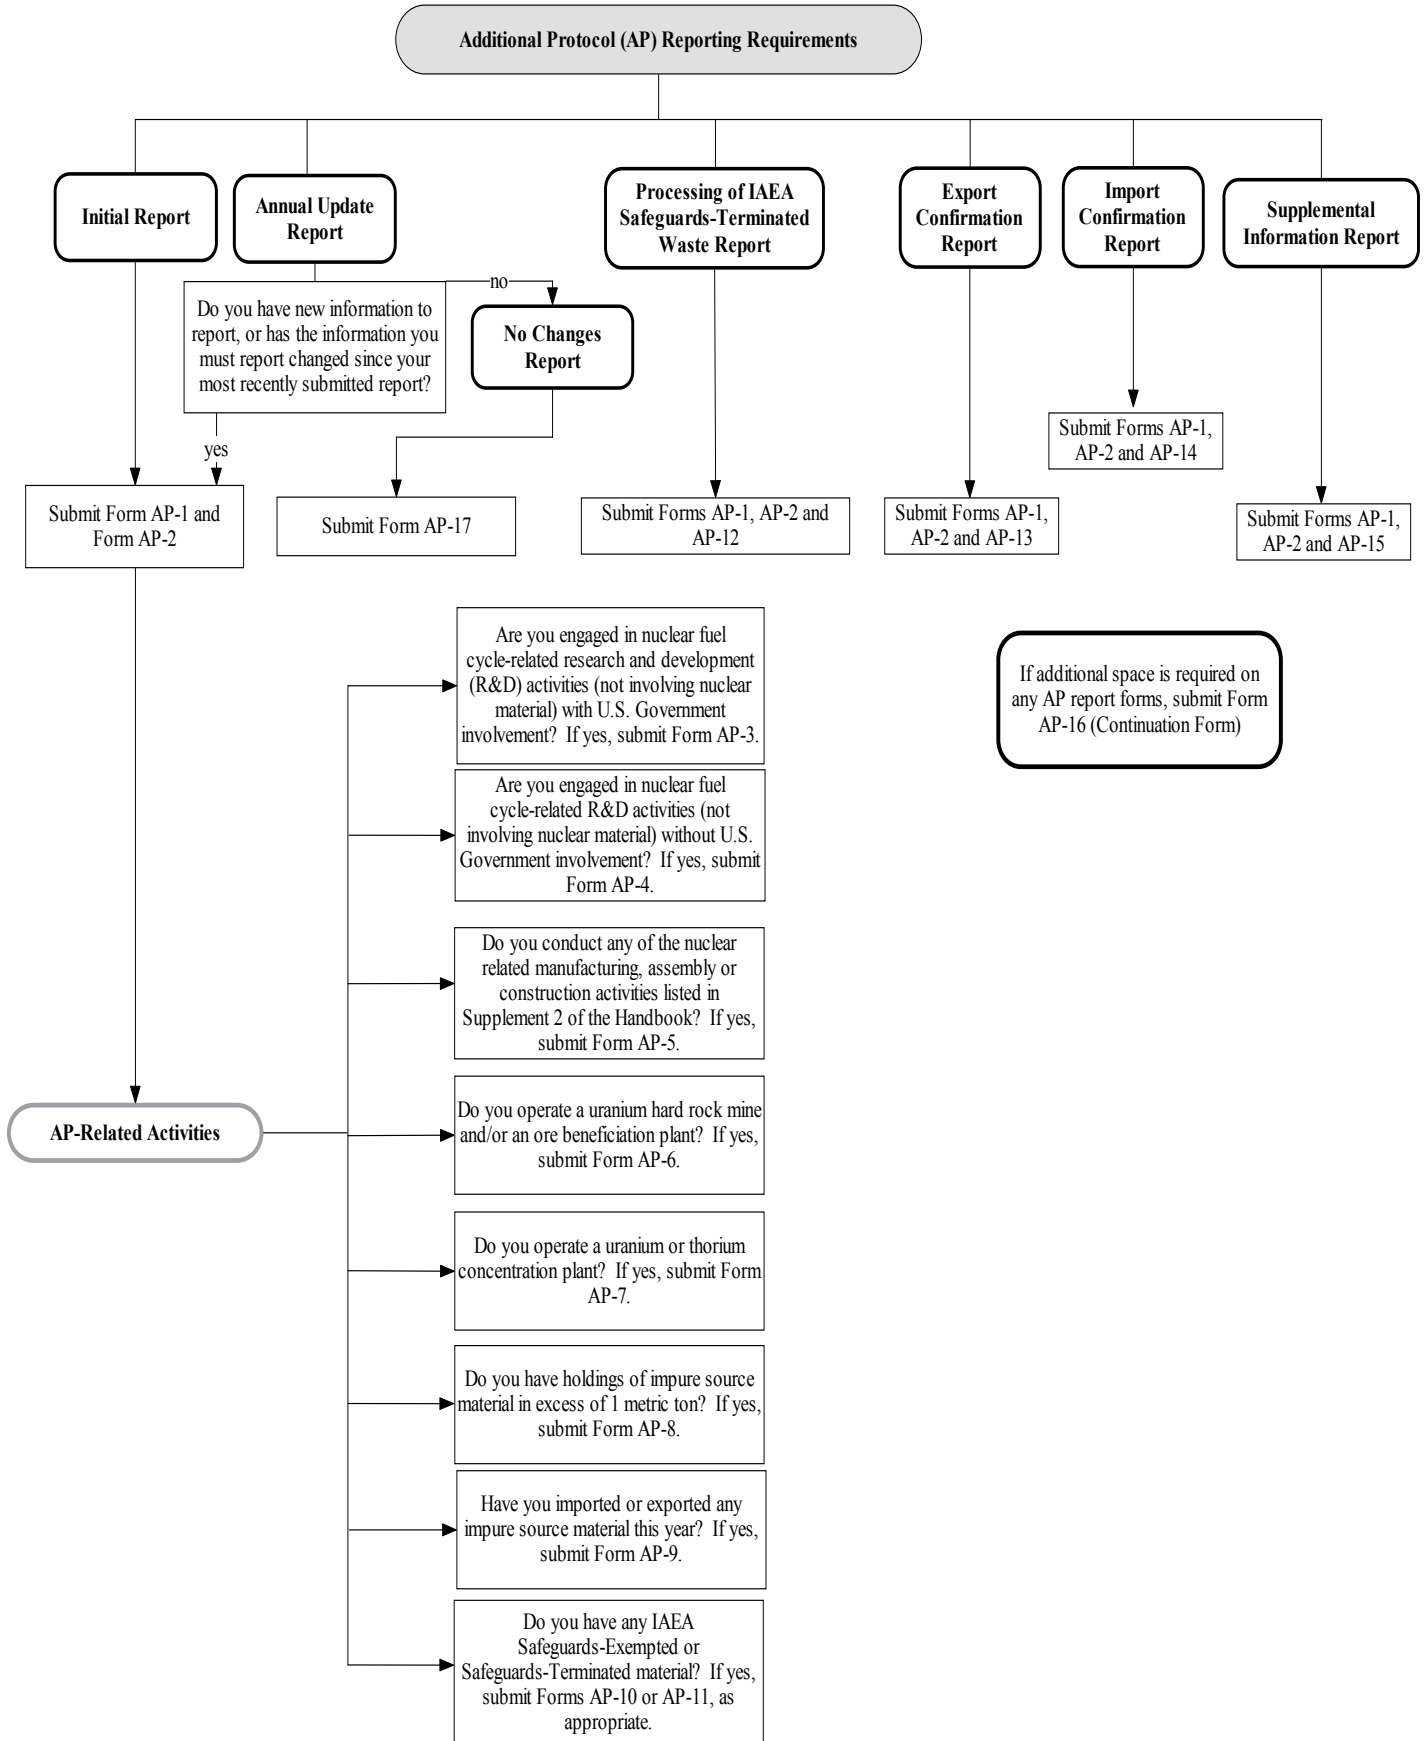 Additional Protocol (AP) Reporting Requirements
Initial Report
Annual Update
Report
Processing of IAEA
Safeguards-Terminated
Waste Report
Export
Confirmation
Report
Import
Confirmation
Report
Supplemental
Information Report
Do you have new information to
report, or has the information you
must report changed since your
most recently submitted report?
no
No Changes
Report
yes
Submit Form AP-1 and
Form AP-2
Submit Form AP-17
Submit Forms AP-1, AP-2 and
AP-12
Submit Forms AP-1,
AP-2 and AP-13
Submit Forms AP-1,
AP-2 and AP-14
Submit Forms AP-1,
AP-2 and AP-15
Are you engaged in nuclear fuel
cycle-related research and development
(R&D) activities (not involving nuclear
material) with U.S. Government
involvement? If yes, submit Form AP-3.
If additional space is required on
any AP report forms, submit Form
AP-16 (Continuation Form)
Are you engaged in nuclear fuel
cycle-related R&D activities (not
involving nuclear material) without U.S.
Government involvement? If yes, submit
Form AP-4.
Do you conduct any of the nuclear
related manufacturing, assembly or
construction activities listed in
Supplement 2 of the Handbook? If yes,
submit Form AP-5.
AP-Related Activities
Do you operate a uranium hard rock mine
and/or an ore beneficiation plant? If yes,
submit Form AP-6.
Do you operate a uranium or thorium
concentration plant? If yes, submit Form
AP-7.
Do you have holdings of impure source
material in excess of 1 metric ton? If yes,
submit Form AP-8.
Have you imported or exported any
impure source material this year? If yes,
submit Form AP-9.
Do you have any IAEA
Safeguards-Exempted or
Safeguards-Terminated material? If yes,
submit Forms AP-10 or AP-11, as
appropriate.